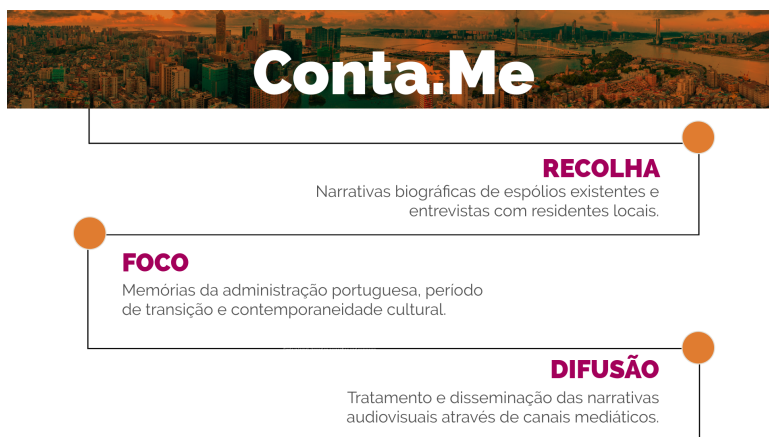 Conta.Me
RECOLHA
Narrativas biográficas de espólios existentes e
entrevistas com residentes locais.
FOCO
Memórias da administração portuguesa, período
de transição e contemporaneidade cultural.
DIFUSÃO
Tratamento e disseminação das narrativas
audiovisuais através de canais mediáticos.